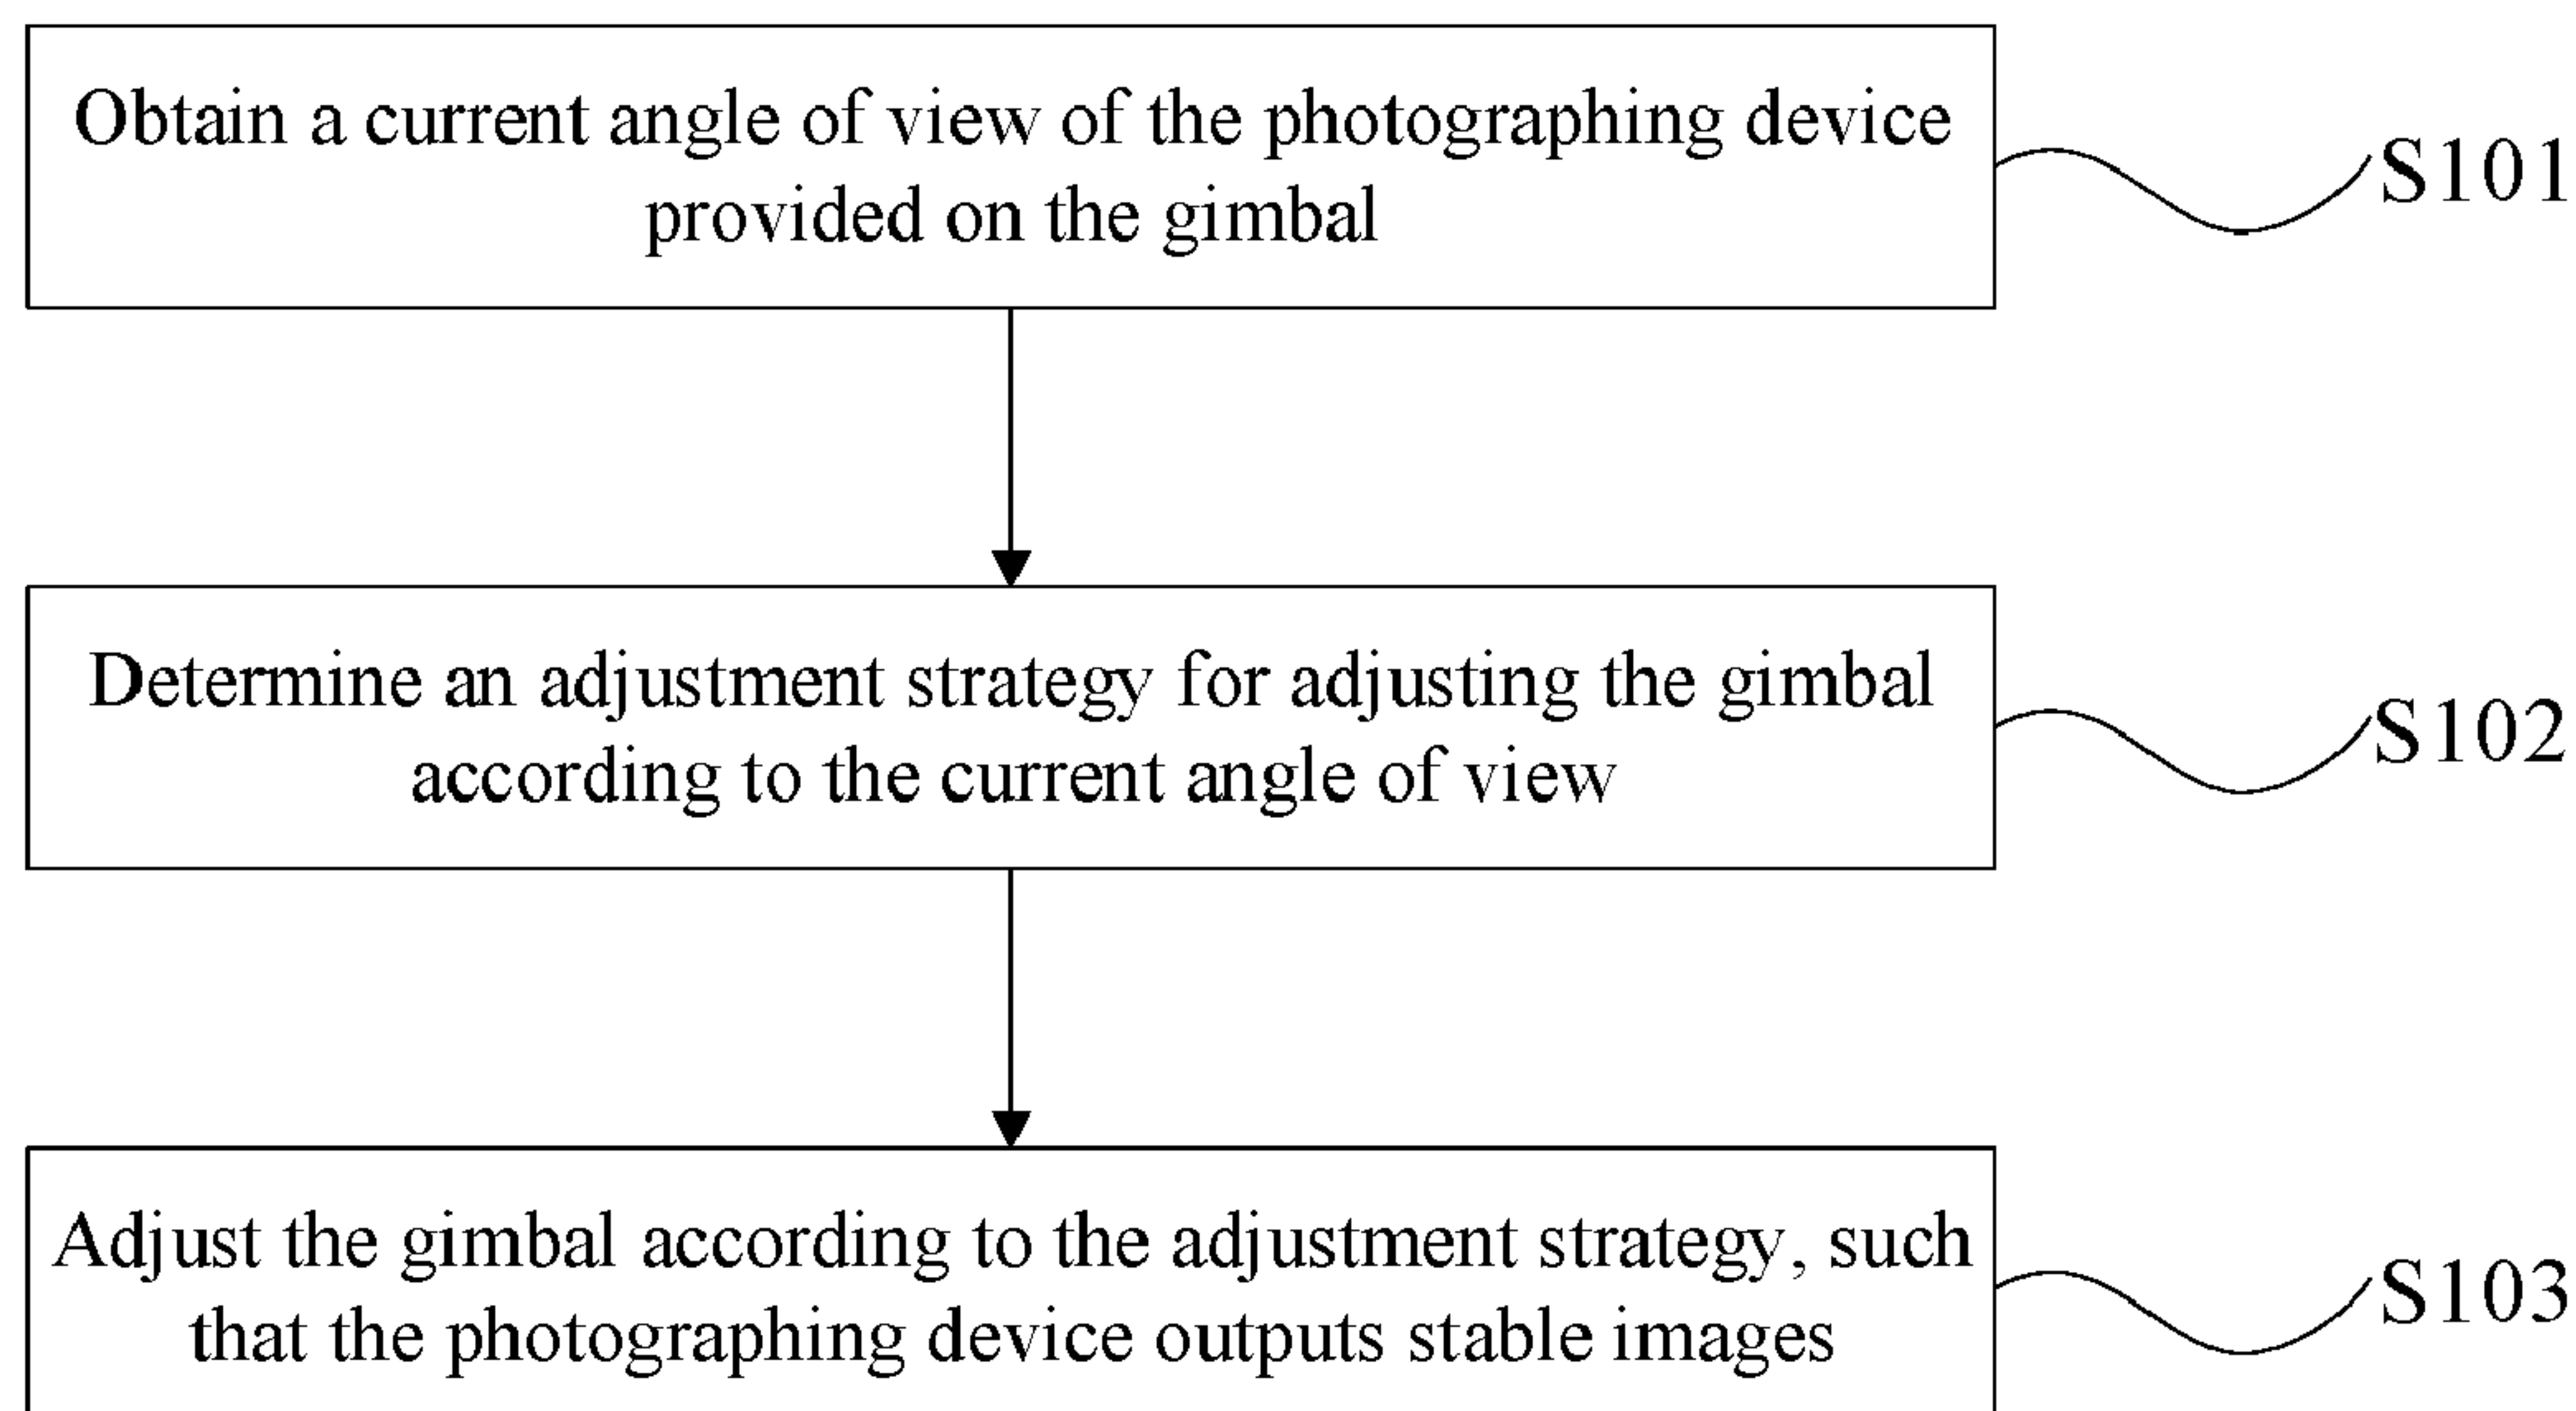 Obtain a current angle of view of the photographing device
provided on the gimbal
S101
Determine an adjustment strategy for adjusting the gimbal
according to the current angle of view
S102
Adjust the gimbal according to the adjustment strategy, such
that the photographing device outputs stable images
S103